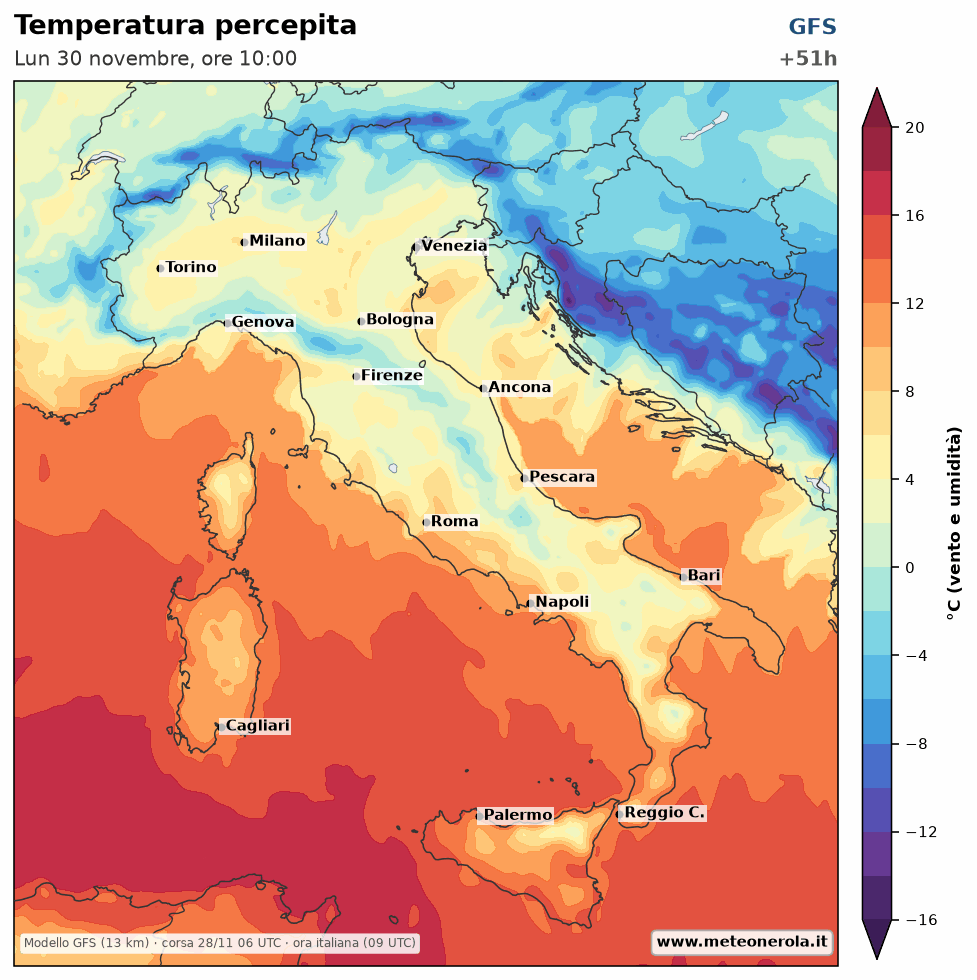 Temperatura percepita
GFS
Lun 30 novembre, ore 10:00
+51h
Milano
Venezia
Torino
Genova
Bologna
Firenze
Ancona
Pescara
Roma
Bari
Napoli
Cagliari
Palermo
Reggio C.
20
16
12
8
4
0
−4
−8
−12
−16
°C (vento e umidità)
Modello GFS (13 km) · corsa 28/11 06 UTC · ora italiana (09 UTC)
www.meteonerola.it